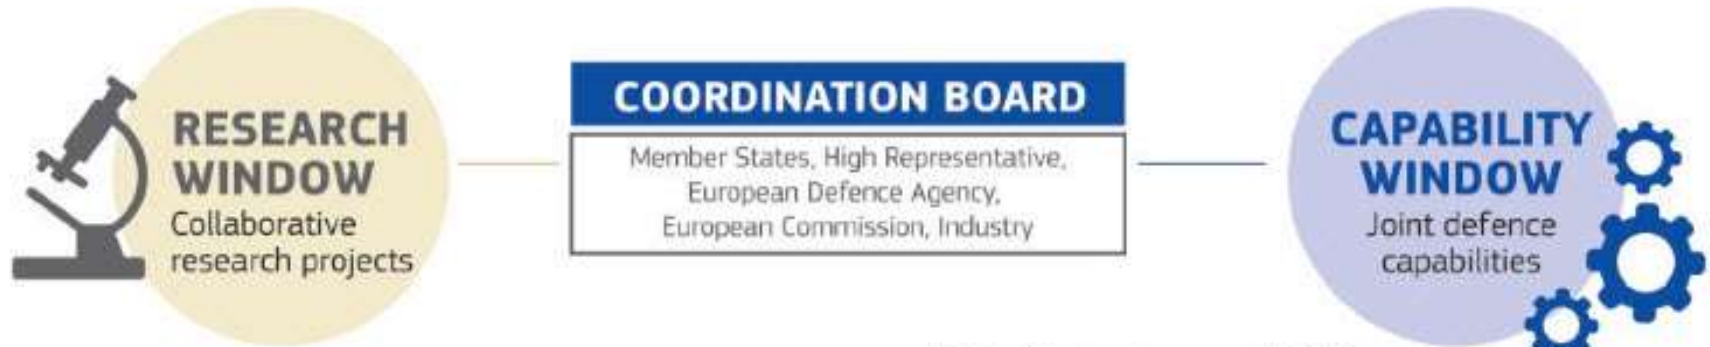 RESEARCH
WINDOW
Collaborative
research projects
COORDINATION BOARD
Member States, High Representative,
European Defence Agency,
European Commission, Industry
CAPABILITY
WINDOW
Joint defence
capabilities